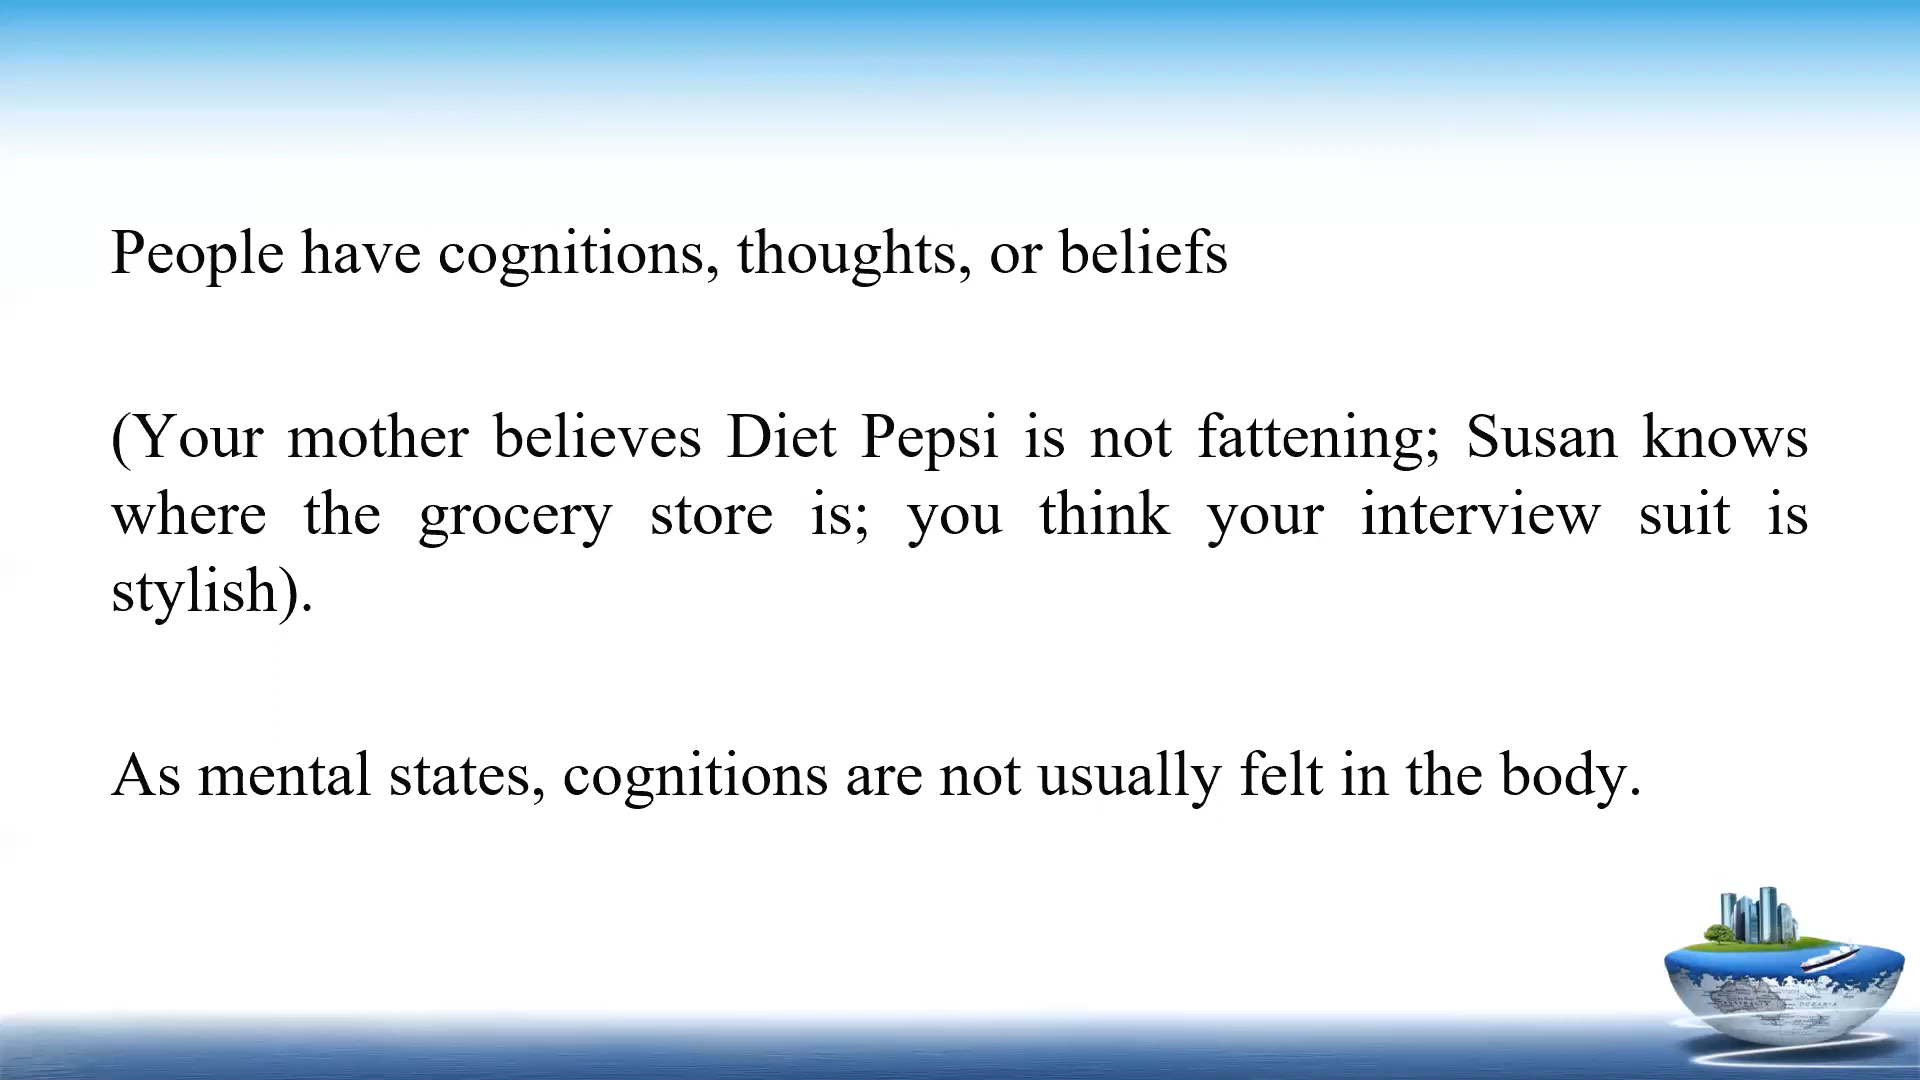 People have cognitions, thoughts, or beliefs
(Your mother believes Diet Pepsi is not fattening; Susan knows
where the grocery store is; you think your interview suit is
stylish).
As mental states, cognitions are not usually felt in the body.
OCEANIA